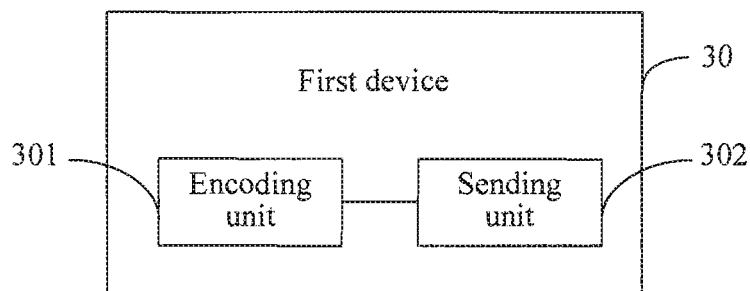 First device
30
301
Encoding
unit
Sending
unit
302